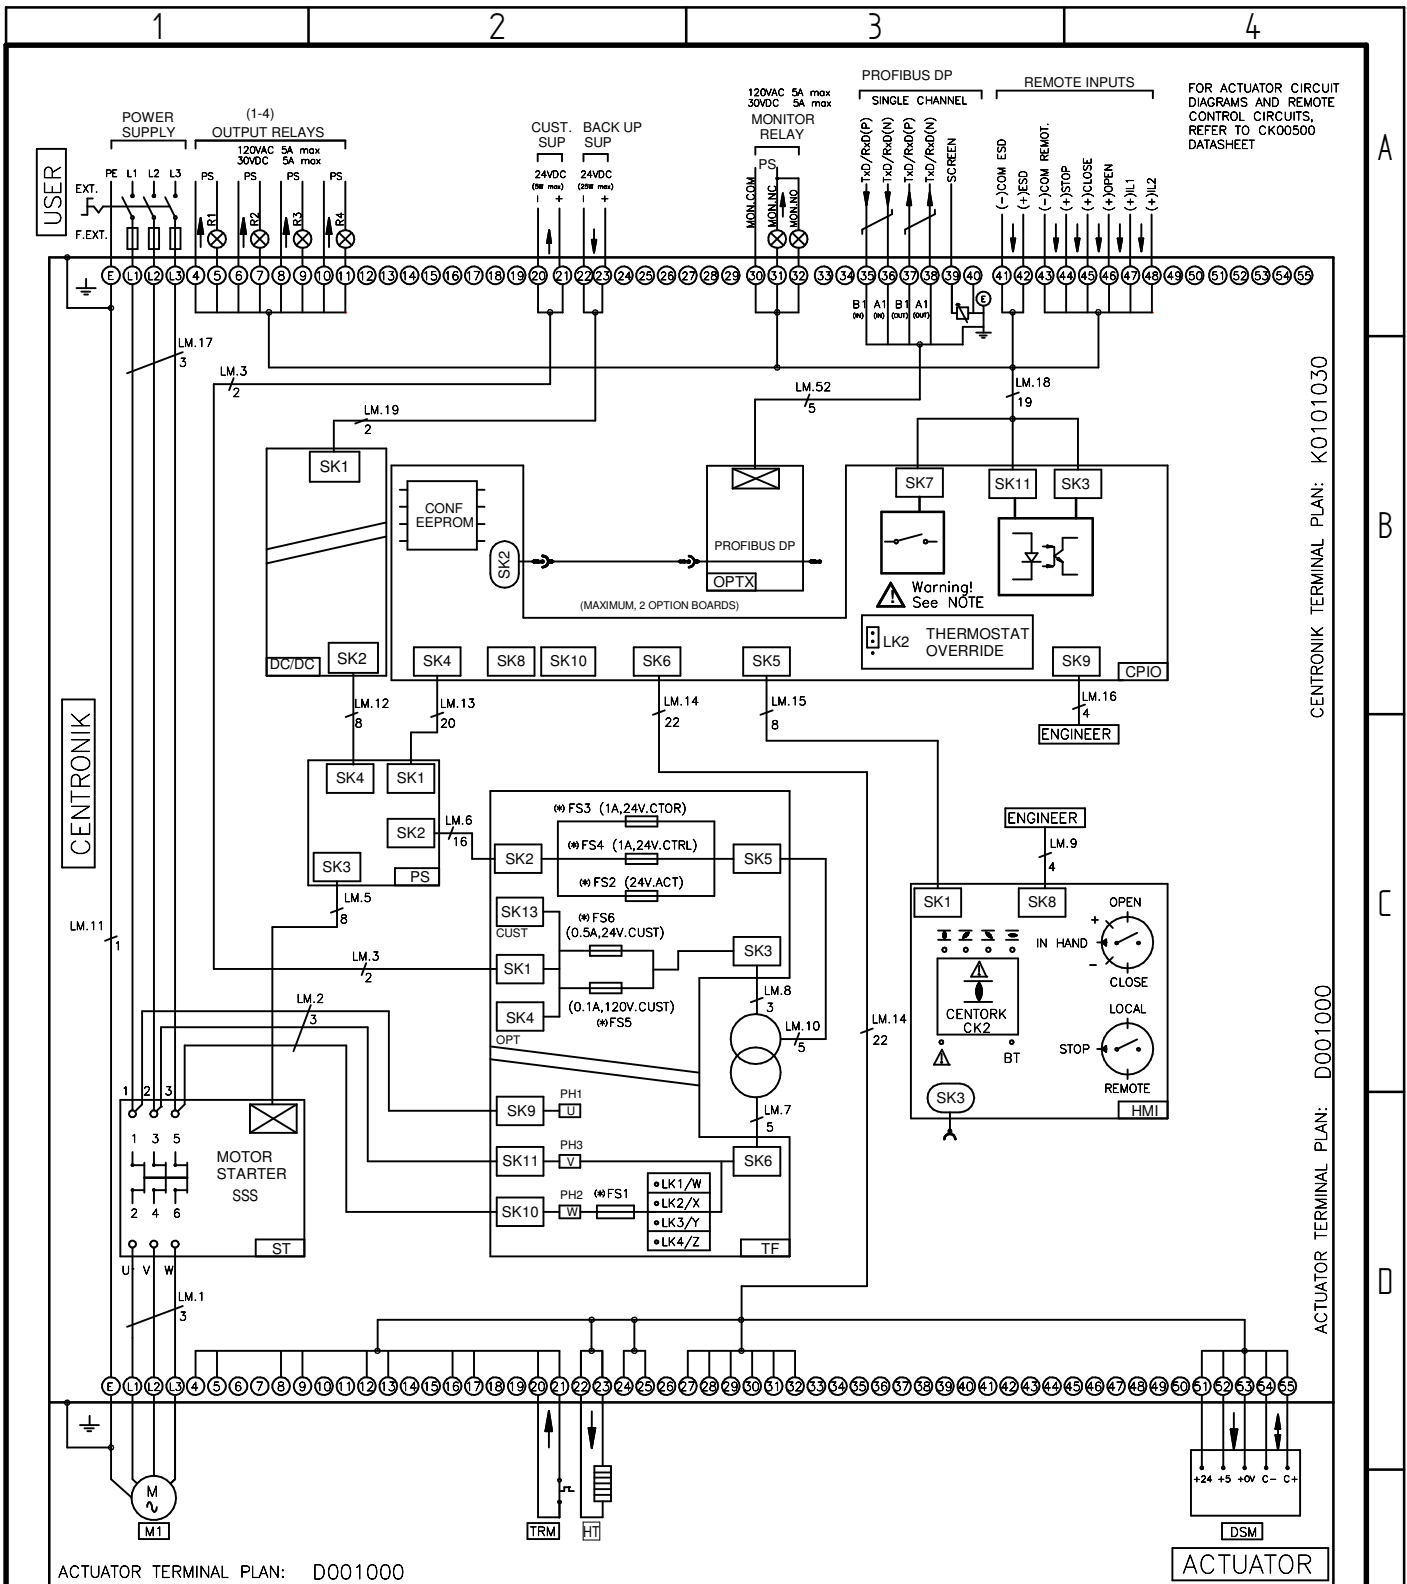 1 2 3 4
A
B
C
D
USER
EXT.
F.EXT.
POWER
SUPPLY
PE L1 L2 L3
(1-4)
OUTPUT RELAYS
120VAC 5A max
30VDC 5A max
PS PS PS PS
R1 R2 R3 R4
CUST.
SUP
24VDC
(5W max)
- +
BACK UP
SUP
24VDC
(25W max)
- +
120VAC 5A max
30VDC 5A max
MONITOR
RELAY
PS
MON.COM
MON.NC
MON.NO
PROFIBUS DP
SINGLE CHANNEL
TxD/RxD(P)
TxD/RxD(N)
TxD/RxD(P)
TxD/RxD(N)
SCREEN
REMOTE INPUTS
(-)COM ESD
(+)ESD
(-)COM REMOT.
(+)STOP
(+)CLOSE
(+)OPEN
(+)IL1
(+)IL2
FOR ACTUATOR CIRCUIT
DIAGRAMS AND REMOTE
CONTROL CIRCUITS,
REFER TO CK00500
DATASHEET
E L1 L2 L3 4 5 6 7 8 9 10 11 12 13 14 15 16 17 18 19 20 21 22 23 24 25 26 27 28 29 30 31 32 33 34 35 36 37 38 39 40 41 42 43 44 45 46 47 48 49 50 51 52 53 54 55
B1 A1 B1 A1
(IN) (IN) (OUT) (OUT)
E
LM.17
3
LM.3
2
LM.19
2
LM.52
5
LM.18
19
CENTRONIK TERMINAL PLAN: K0101030
SK1
SK2
DC/DC
CONF
EEPROM
SK2
PROFIBUS DP
OPTX
(MAXIMUM, 2 OPTION BOARDS)
SK7
SK11
SK3
Warning!
See NOTE
LK2
THERMOSTAT
OVERRIDE
SK4
SK8
SK10
SK6
SK5
SK9
CPIO
LM.12
8
LM.13
20
LM.14
22
LM.15
8
LM.16
4
ENGINEER
CENTRONIK
SK4
SK1
SK2
SK3
PS
LM.6
16
LM.5
8
(*)FS3 (1A,24V.CTOR)
(*)FS4 (1A,24V.CTRL)
(*)FS2 (24V.ACT)
SK2
SK5
SK13
CUST
(*)FS6
(0.5A,24V.CUST)
SK1
SK3
SK4
OPT
(0.1A,120V.CUST)
(*)FS5
LM.8
3
LM.10
5
LM.7
5
LM.14
22
LM.11
1
LM.3
2
LM.2
3
SK9
PH1
U
SK11
PH3
V
SK10
PH2
W
(*)FS1
LK1/W
LK2/X
LK3/Y
LK4/Z
SK6
TF
ENGINEER
LM.9
4
SK1
SK8
OPEN
+
IN HAND
-
CLOSE
CENTORK
CK2
BT
LOCAL
STOP
REMOTE
SK3
HMI
1 2 3
1 3 5
2 4 6
MOTOR
STARTER
SSS
ST
U V W
LM.1
3
ACTUATOR TERMINAL PLAN: D001000
E L1 L2 L3 4 5 6 7 8 9 10 11 12 13 14 15 16 17 18 19 20 21 22 23 24 25 26 27 28 29 30 31 32 33 34 35 36 37 38 39 40 41 42 43 44 45 46 47 48 49 50 51 52 53 54 55
M
M1
TRM
HT
+24 +5 +0V C- C+
DSM
ACTUATOR TERMINAL PLAN: D001000
ACTUATOR